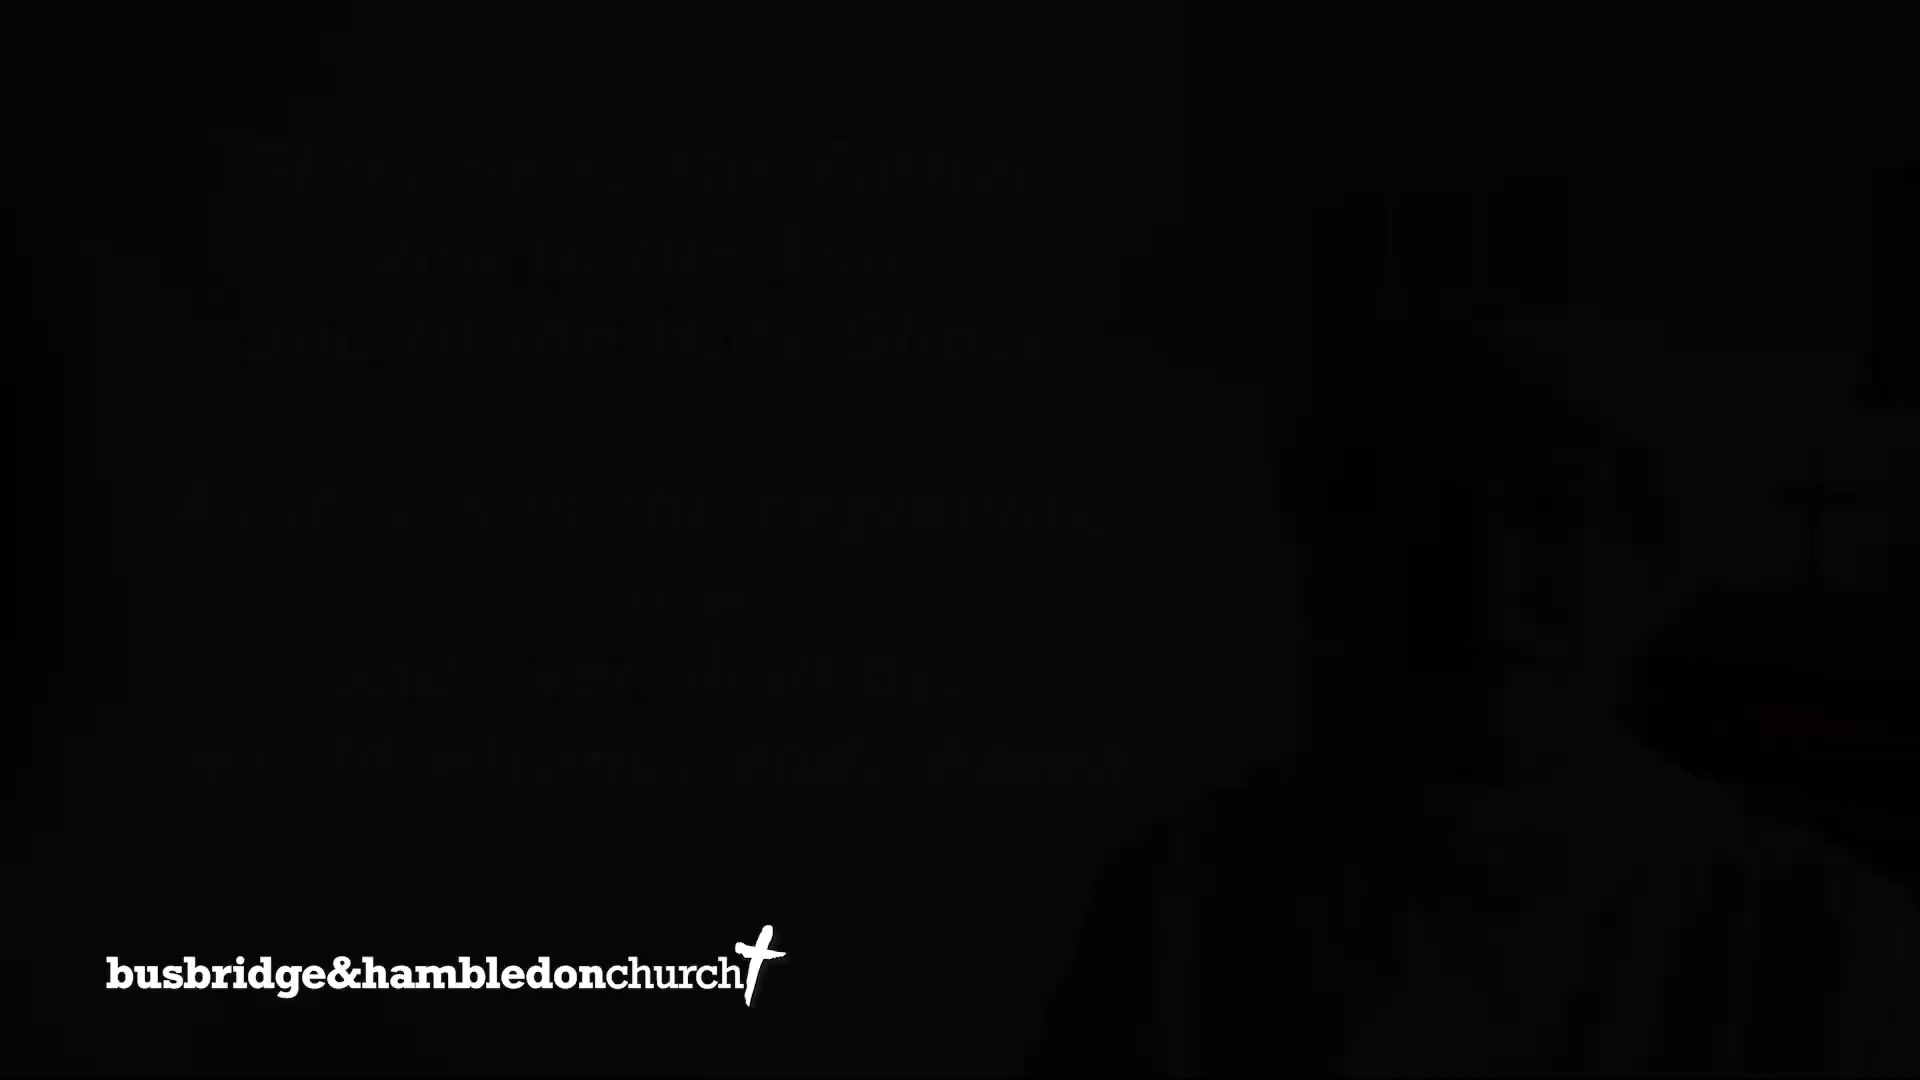 Glory be to the Father
and to the Son,
and to the Holy Ghost;
As it was in the beginning,
is now,
and ever shall be,
world without end. Amen.
busbridge&hambledonchurch